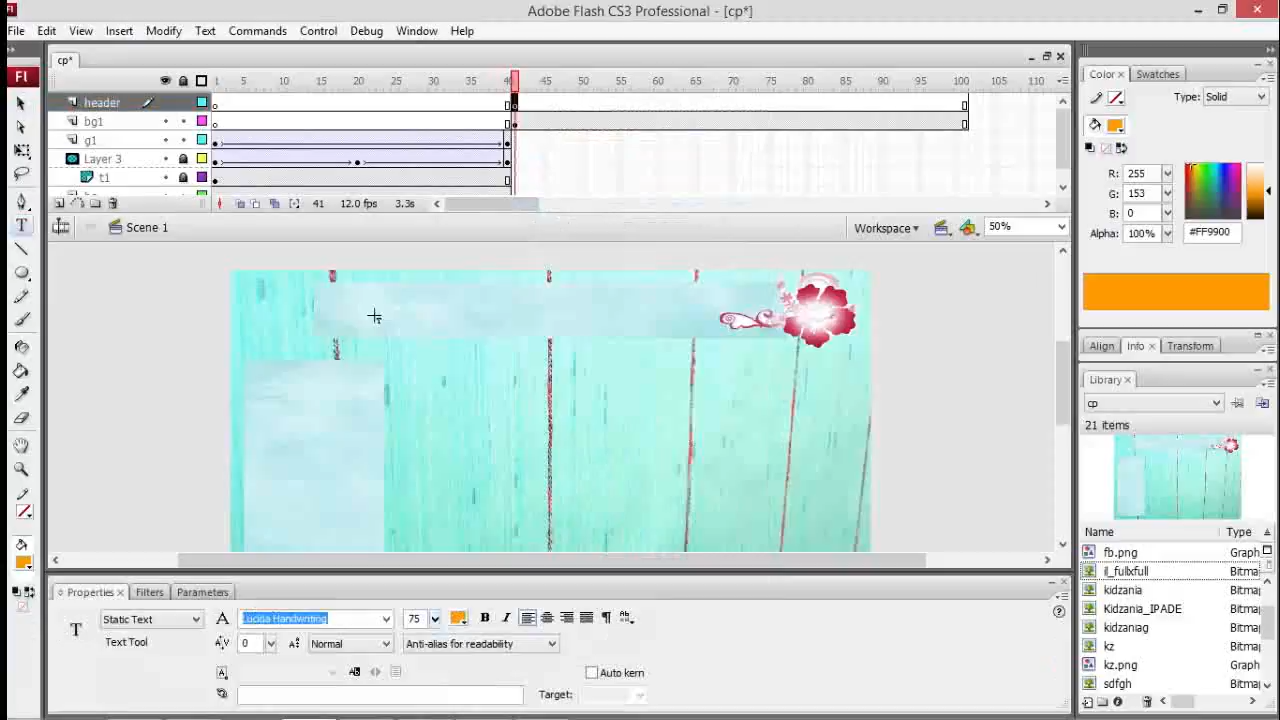 Adobe Flash CS3 Professional - [cp*]
File Edit View Insert Modify Text Commands Control Debug Window Help
Fl
cp*
Color Swatches
1 5 10 15 20 25 30 35 45 50 55 60 65 70 75 80 85 90 95 100 105 110
Type: Solid
header
bg1
g1
Layer 3
t1
R: 255
G: 153
B: 0
Alpha: 100% #FF9900
41 12.0 fps 3.3s
Scene 1
Workspace 50%
Align Info Transform
Library
cp
21 items
Name Type
fb.png Graph
il_fullxfull Bitma
kidzania Bitma
Kidzania_IPADE Bitma
kidzaniag Bitma
kz Bitma
kz.png Graph
sdfgh Bitma
Properties Filters Parameters
T Static Text A Lucida Handwriting 75 B I
Text Tool 0 Normal Anti-alias for readability
Auto kern
Target: